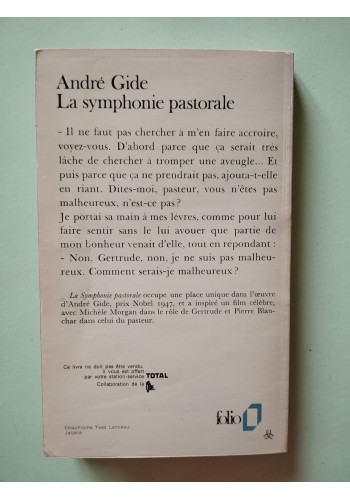 André Gide
La symphonie pastorale
– Il ne faut pas chercher à m'en faire accroire,
voyez-vous. D'abord parce que ça serait très
lâche de chercher à tromper une aveugle... Et
puis parce que ça ne prendrait pas, ajouta-t-elle
en riant. Dites-moi, pasteur, vous n'êtes pas
malheureux, n'est-ce pas ?
Je portai sa main à mes lèvres, comme pour lui
faire sentir sans le lui avouer que partie de
mon bonheur venait d'elle, tout en répondant :
– Non, Gertrude, non, je ne suis pas malheu-
reux. Comment serais-je malheureux ?
La Symphonie pastorale occupe une place unique dans l'œuvre
d'André Gide, prix Nobel 1947, et a inspiré un film célèbre,
avec Michèle Morgan dans le rôle de Gertrude et Pierre Blan-
char dans celui du pasteur.
Ce livre ne doit pas être vendu.
Il vous est offert
par votre station-service TOTAL
Collaboration de la
folio
Jacana